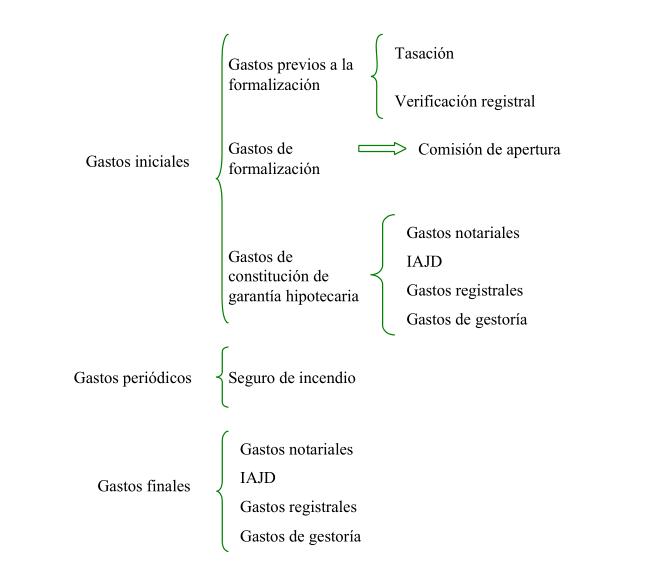 Gastos iniciales
Gastos previos a la
formalización
Tasación
Verificación registral
Gastos de
formalización
Comisión de apertura
Gastos de
constitución de
garantía hipotecaria
Gastos notariales
IAJD
Gastos registrales
Gastos de gestoría
Gastos periódicos
Seguro de incendio
Gastos finales
Gastos notariales
IAJD
Gastos registrales
Gastos de gestoría